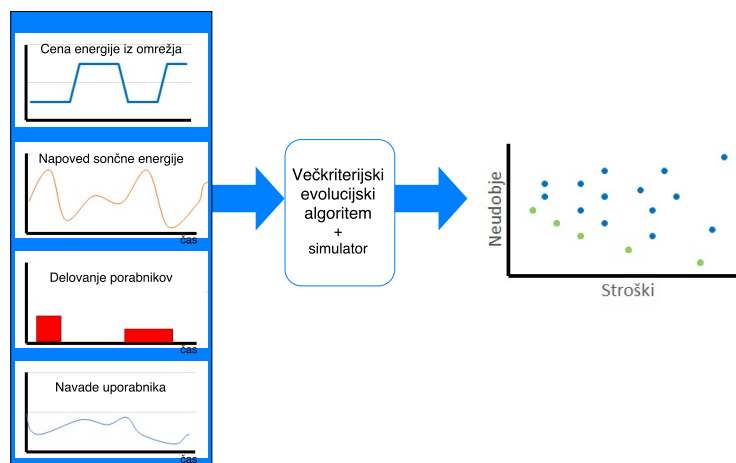 Cena energije iz omrežja
Napoved sončne energije
čas
Delovanje porabnikov
čas
Navade uporabnika
čas
Večkriterijski
evolucijski
algoritem
+
simulator
Neudobje
Stroški